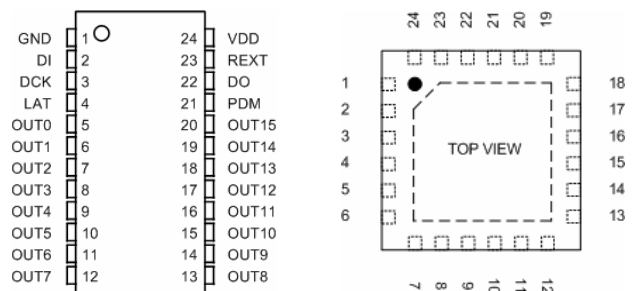 GND 1 24 VDD
DI 2 23 REXT
DCK 3 22 DO
LAT 4 21 PDM
OUT0 5 20 OUT15
OUT1 6 19 OUT14
OUT2 7 18 OUT13
OUT3 8 17 OUT12
OUT4 9 16 OUT11
OUT5 10 15 OUT10
OUT6 11 14 OUT9
OUT7 12 13 OUT8
24 23 22 21 20 19
1 18
2 17
3 16
TOP VIEW
4 15
5 14
6 13
7 8 9 10 11 12